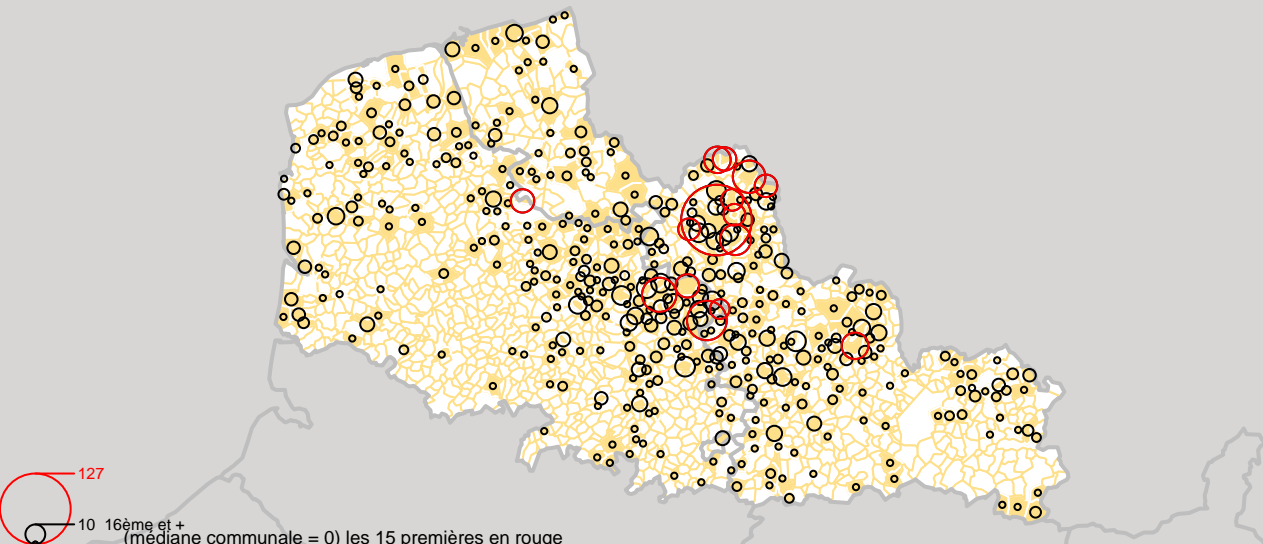 127
10 16ème et +
(médiane communale = 0) les 15 premières en rouge